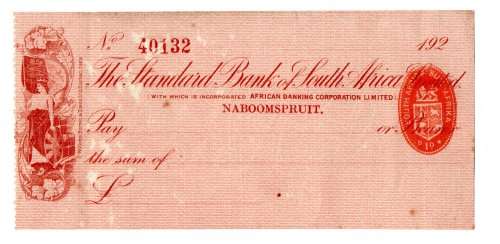 No 40132 192
The Standard Bank of South Africa Limited.
WITH WHICH IS INCORPORATED AFRICAN BANKING CORPORATION LIMITED
NABOOMSPRUIT.
Pay or
the sum of
£